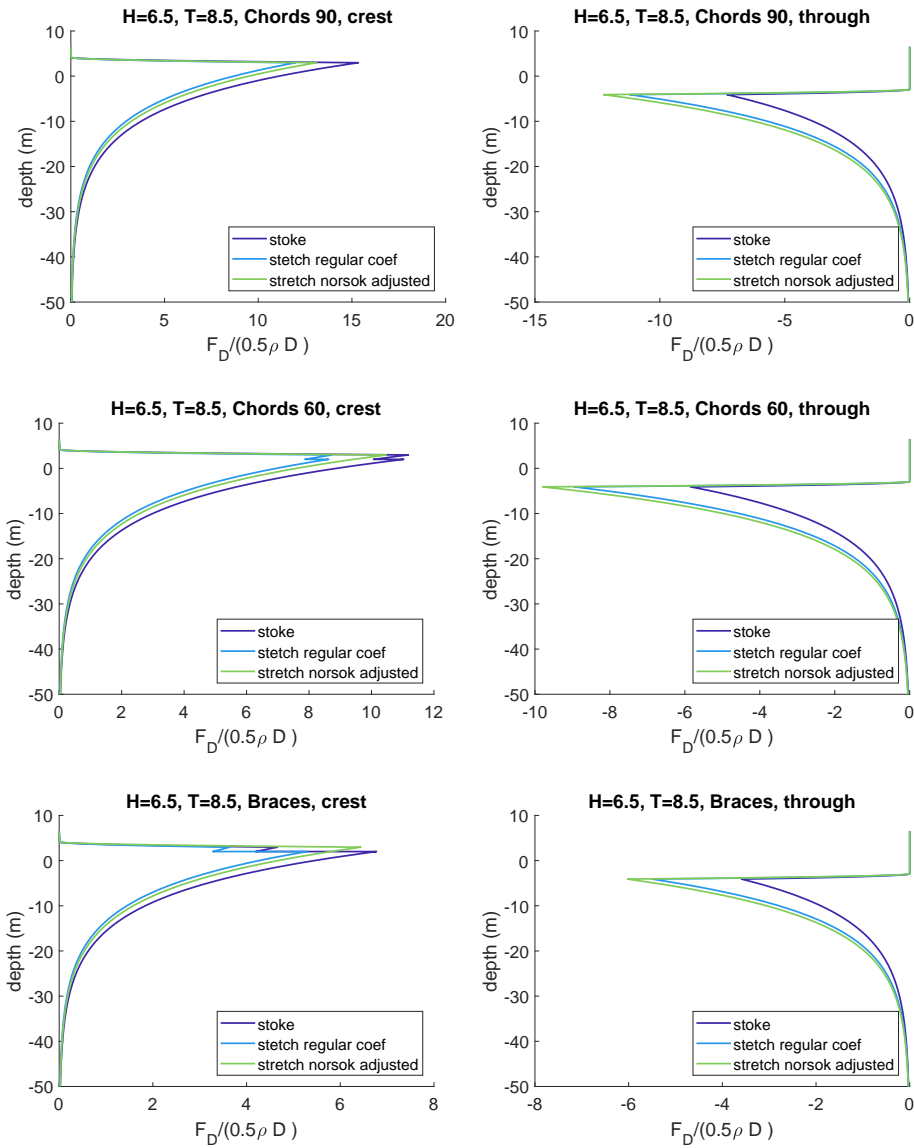 H=6.5, T=8.5, Chords 90, crest
10
0
-10
-20
-30
-40
-50
depth (m)
0 5 10 15 20
F_D/(0.5ρ D )
stoke
stetch regular coef
stretch norsok adjusted
H=6.5, T=8.5, Chords 90, through
10
0
-10
-20
-30
-40
-50
depth (m)
-15 -10 -5 0
F_D/(0.5ρ D )
stoke
stetch regular coef
stretch norsok adjusted
H=6.5, T=8.5, Chords 60, crest
10
0
-10
-20
-30
-40
-50
depth (m)
0 2 4 6 8 10 12
F_D/(0.5ρ D )
stoke
stetch regular coef
stretch norsok adjusted
H=6.5, T=8.5, Chords 60, through
10
0
-10
-20
-30
-40
-50
depth (m)
-10 -8 -6 -4 -2 0
F_D/(0.5ρ D )
stoke
stetch regular coef
stretch norsok adjusted
H=6.5, T=8.5, Braces, crest
10
0
-10
-20
-30
-40
-50
depth (m)
0 2 4 6 8
F_D/(0.5ρ D )
stoke
stetch regular coef
stretch norsok adjusted
H=6.5, T=8.5, Braces, through
10
0
-10
-20
-30
-40
-50
depth (m)
-8 -6 -4 -2 0
F_D/(0.5ρ D )
stoke
stetch regular coef
stretch norsok adjusted